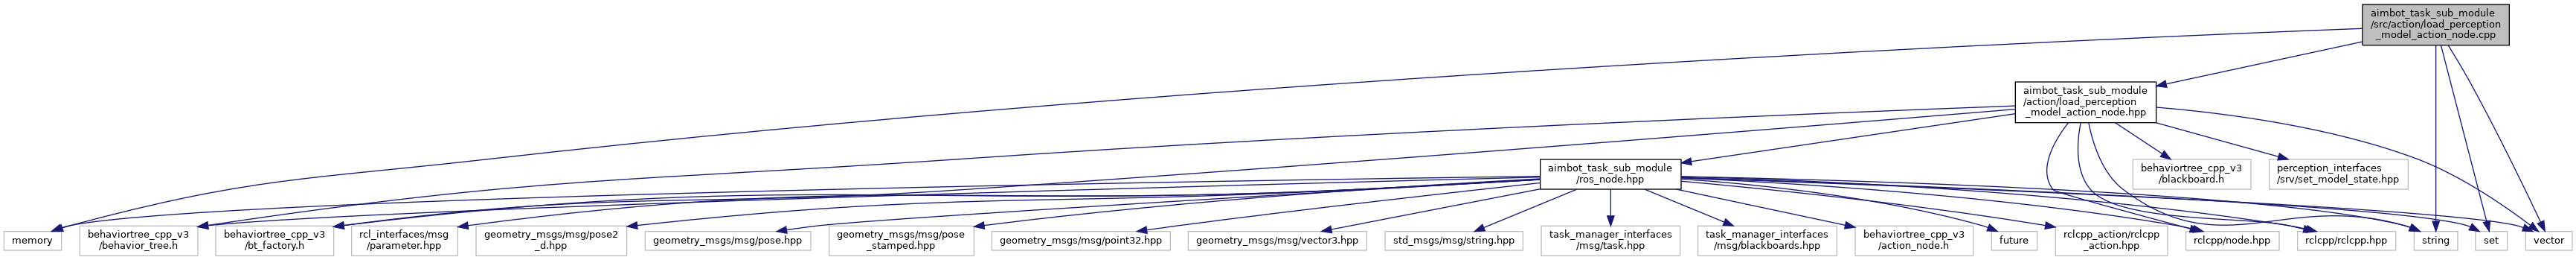 aimbot_task_sub_module
/src/action/load_perception
_model_action_node.cpp
aimbot_task_sub_module
/action/load_perception
_model_action_node.hpp
aimbot_task_sub_module
/ros_node.hpp
behaviortree_cpp_v3
/blackboard.h
perception_interfaces
/srv/set_model_state.hpp
memory
behaviortree_cpp_v3
/behavior_tree.h
behaviortree_cpp_v3
/bt_factory.h
rcl_interfaces/msg
/parameter.hpp
geometry_msgs/msg/pose2
_d.hpp
geometry_msgs/msg/pose.hpp
geometry_msgs/msg/pose
_stamped.hpp
geometry_msgs/msg/point32.hpp
geometry_msgs/msg/vector3.hpp
std_msgs/msg/string.hpp
task_manager_interfaces
/msg/task.hpp
task_manager_interfaces
/msg/blackboards.hpp
behaviortree_cpp_v3
/action_node.h
future
rclcpp_action/rclcpp
_action.hpp
rclcpp/node.hpp
rclcpp/rclcpp.hpp
string
set
vector